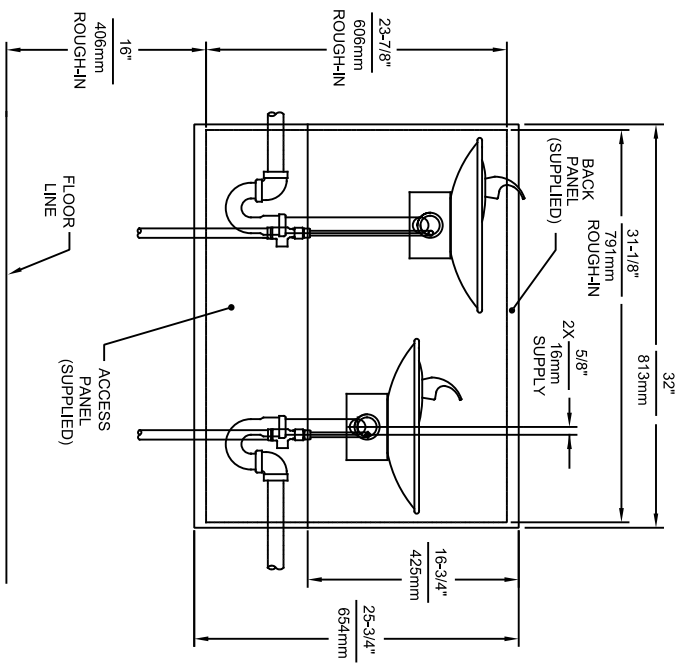 32"
813mm
31-1/8"
791mm
ROUGH-IN
5/8"
2X 16mm
SUPPLY
BACK
PANEL
(SUPPLIED)
23-7/8"
606mm
ROUGH-IN
16"
406mm
ROUGH-IN
16-3/4"
425mm
25-3/4"
654mm
FLOOR
LINE
ACCESS
PANEL
(SUPPLIED)